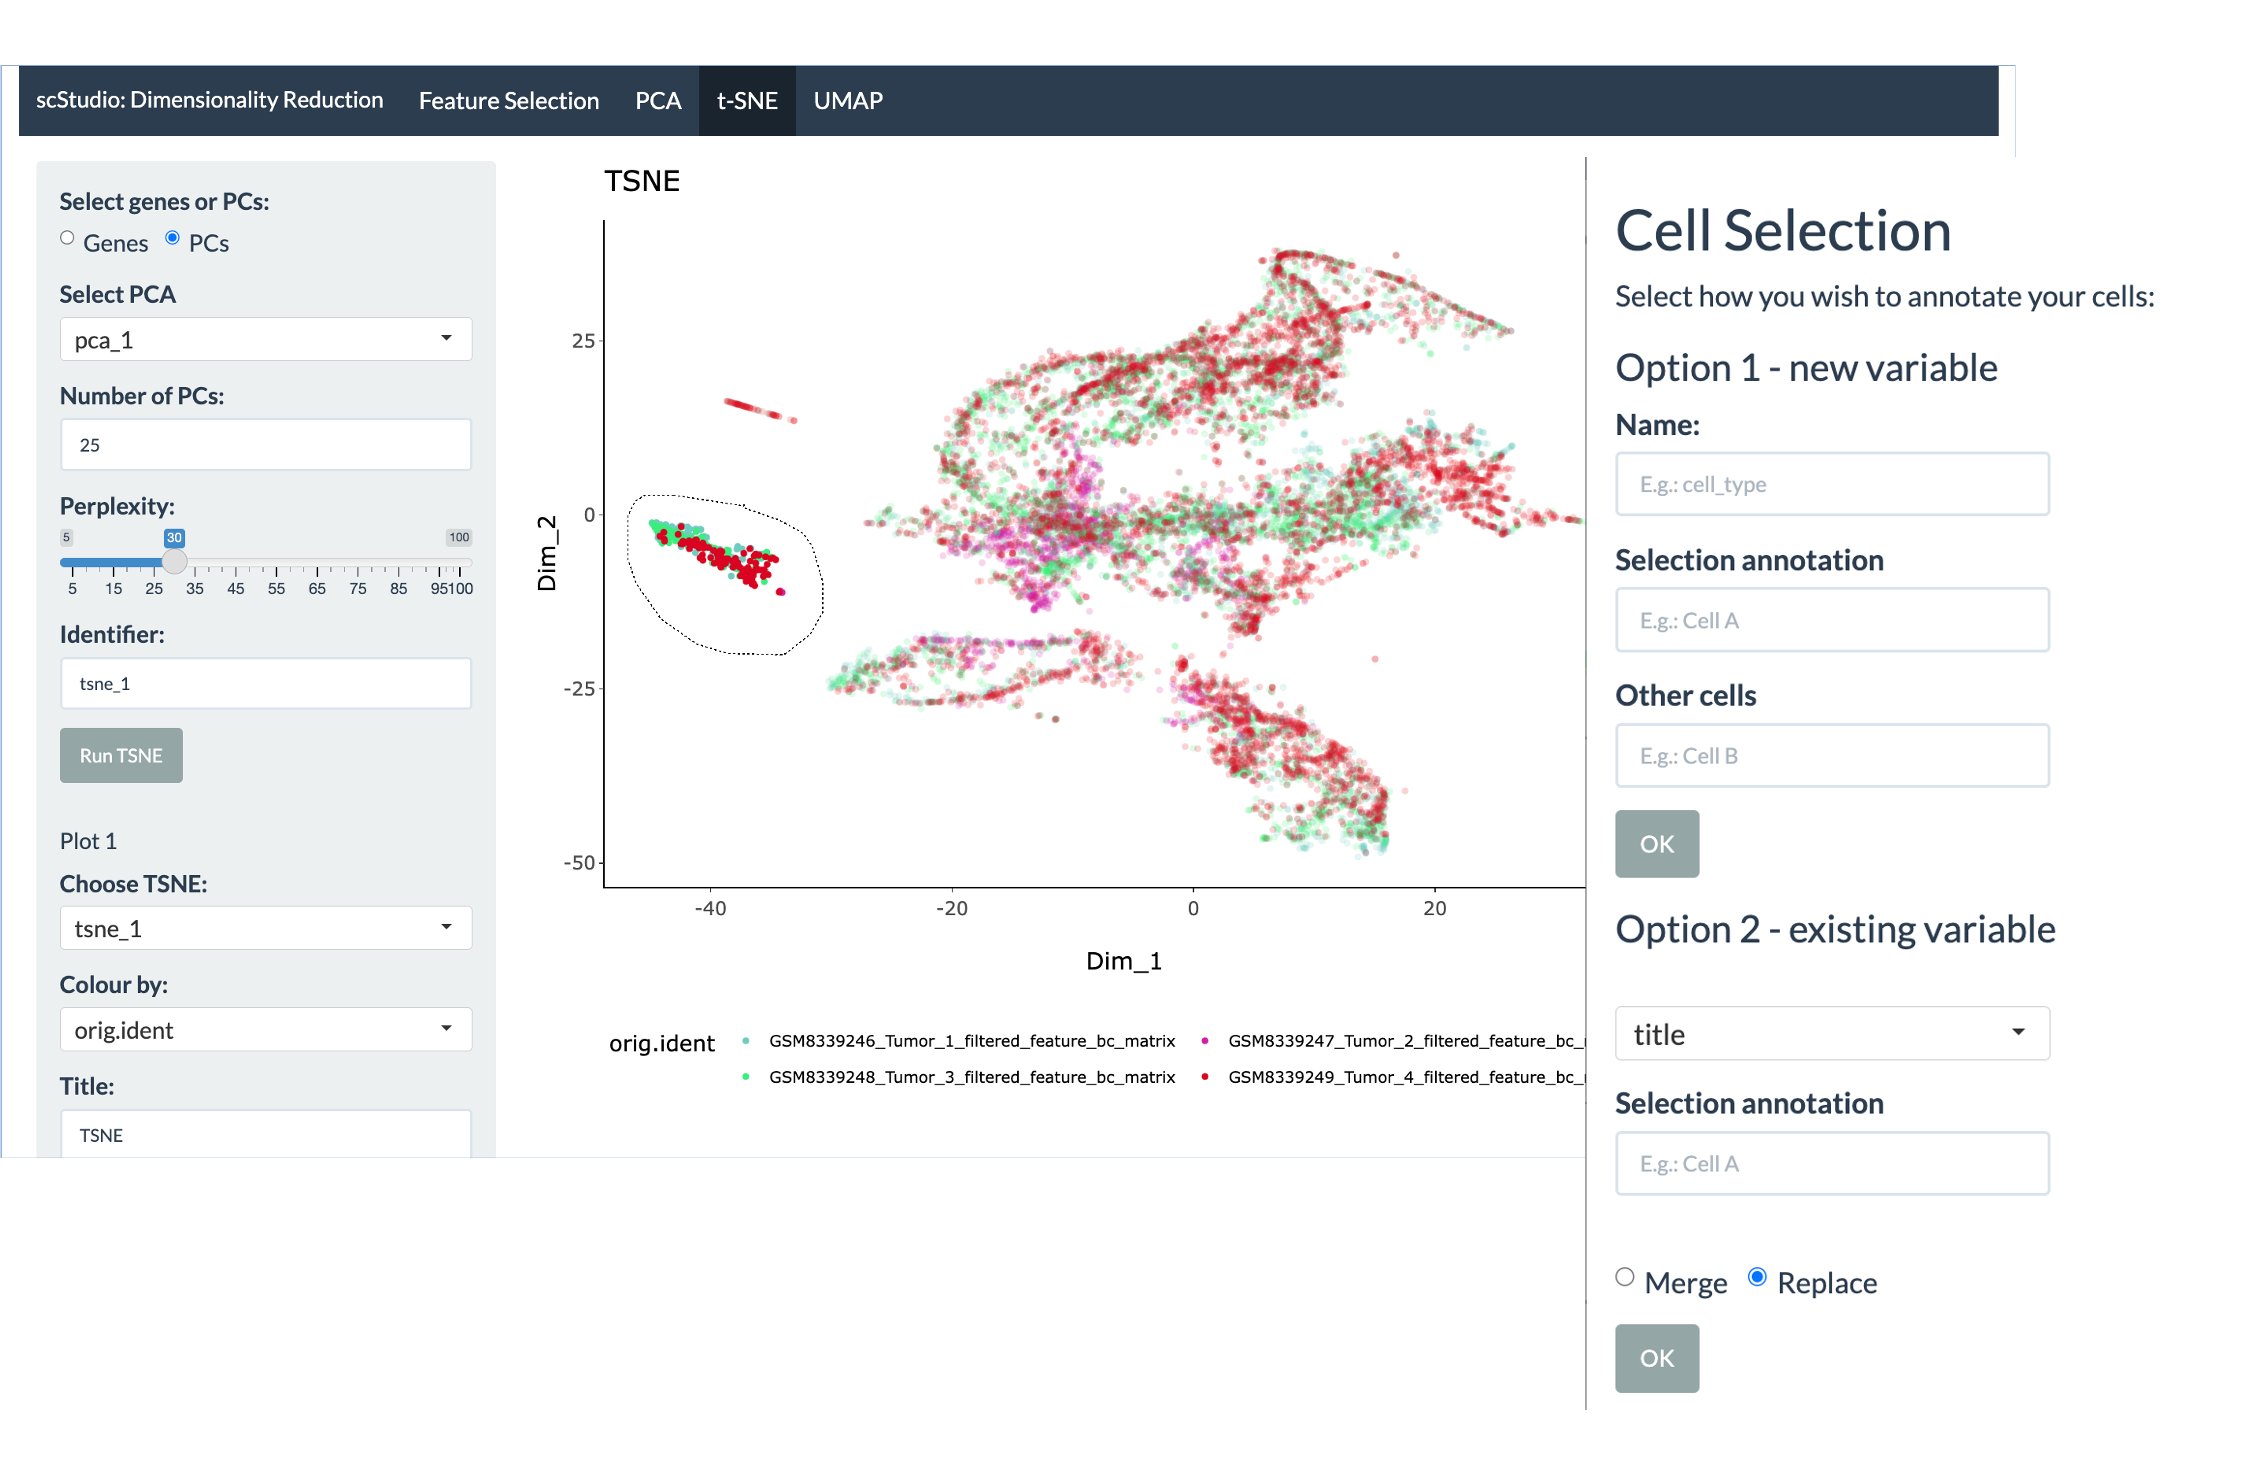 scStudio: Dimensionality Reduction Feature Selection PCA t-SNE UMAP
Select genes or PCs:
Genes PCs
Select PCA
pca_1
Number of PCs:
25
Perplexity:
5 30 100
5 15 25 35 45 55 65 75 85 95100
Identifier:
tsne_1
Run TSNE
Plot 1
Choose TSNE:
tsne_1
Colour by:
orig.ident
Title:
TSNE
TSNE
Dim_2
25
0
-25
-50
-40 -20 0 20
Dim_1
orig.ident
GSM8339246_Tumor_1_filtered_feature_bc_matrix GSM8339247_Tumor_2_filtered_feature_bc_
GSM8339248_Tumor_3_filtered_feature_bc_matrix GSM8339249_Tumor_4_filtered_feature_bc_
Cell Selection
Select how you wish to annotate your cells:
Option 1 - new variable
Name:
E.g.: cell_type
Selection annotation
E.g.: Cell A
Other cells
E.g.: Cell B
OK
Option 2 - existing variable
title
Selection annotation
E.g.: Cell A
Merge Replace
OK